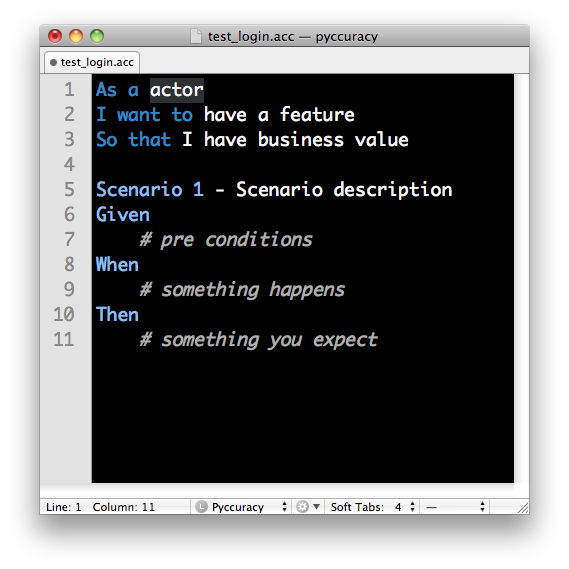 test_login.acc — pyccuracy
test_login.acc
1 As a actor
2 I want to have a feature
3 So that I have business value
4
5 Scenario 1 - Scenario description
6 Given
7 # pre conditions
8 When
9 # something happens
10 Then
11 # something you expect
Line: 1 Column: 11 L Pyccuracy Soft Tabs: 4 —